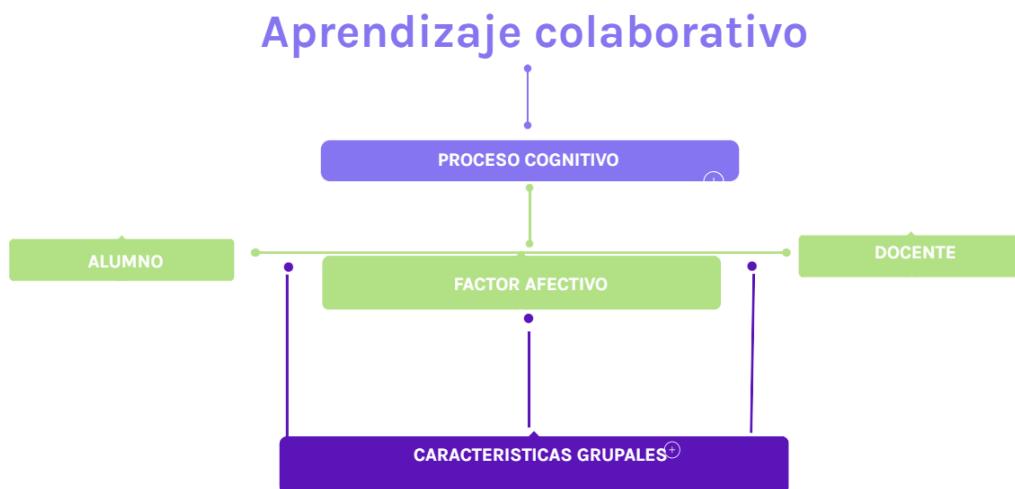 Aprendizaje colaborativo
PROCESO COGNITIVO
ALUMNO
DOCENTE
FACTOR AFECTIVO
CARACTERISTICAS GRUPALES